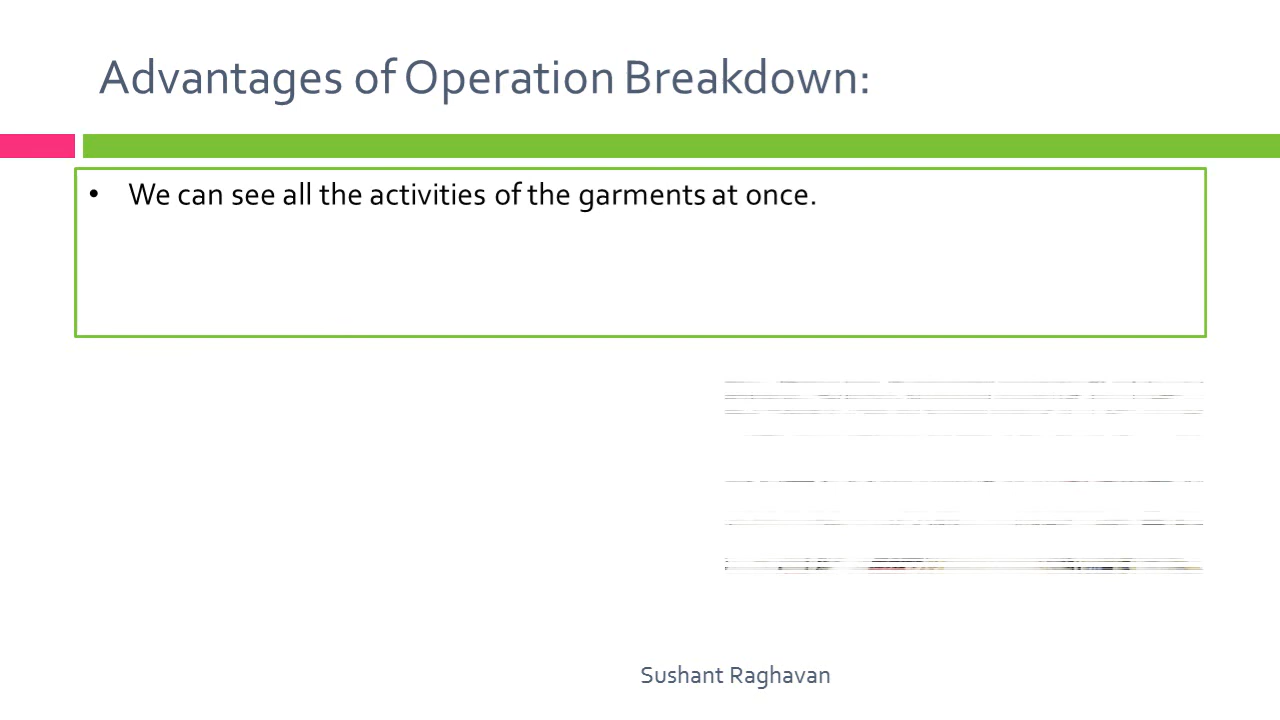 Advantages of Operation Breakdown:
• We can see all the activities of the garments at once.
Sushant Raghavan